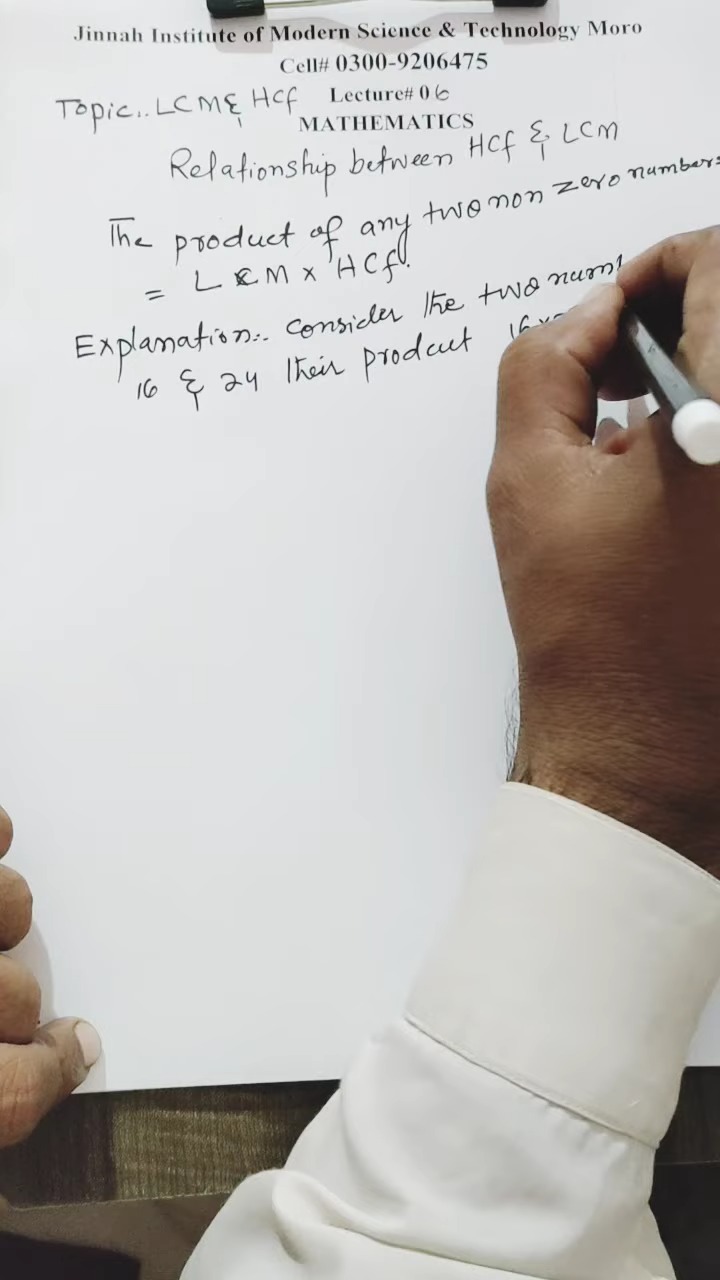 Jinnah Institute of Modern Science & Technology Moro
Cell# 0300-9206475
Topic.. LCM & HCf Lecture# 06
MATHEMATICS
Relationship between HCf & LCM
The product of any two non zero numbers
= LCM x HCf.
Explanation.. Consider the two
16 & 24 their product 16